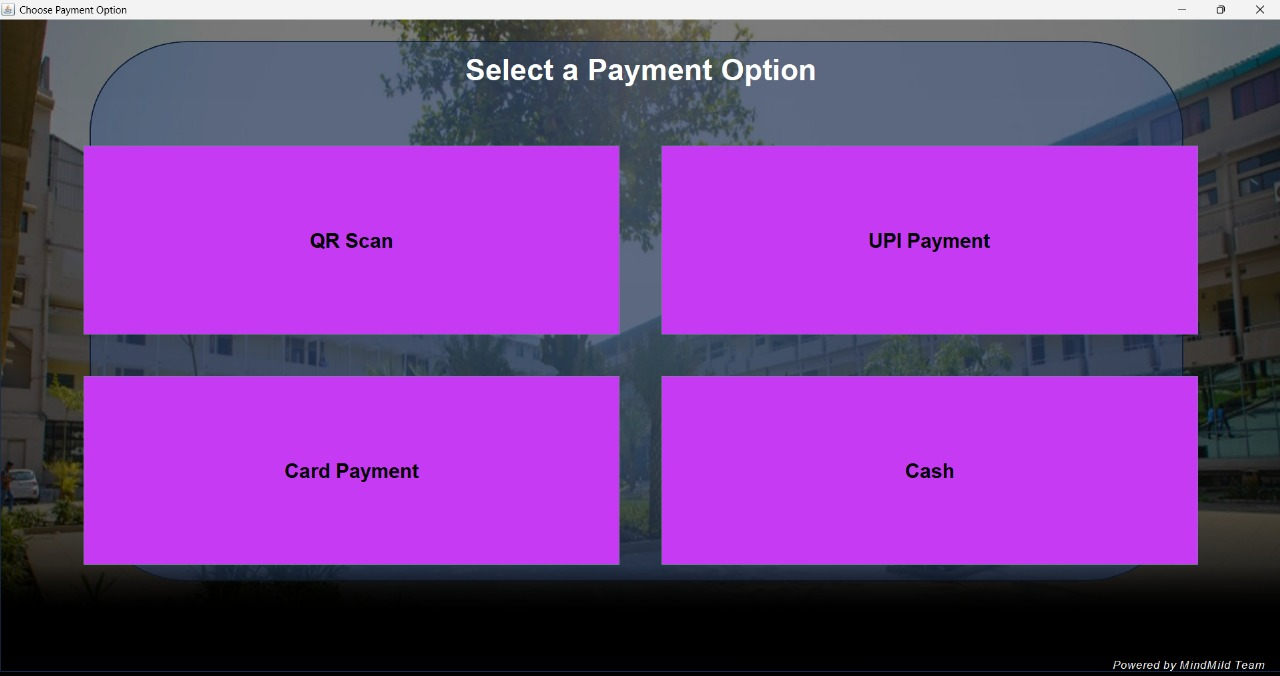 Choose Payment Option
Select a Payment Option
QR Scan
UPI Payment
Card Payment
Cash
Powered by MindMild Team